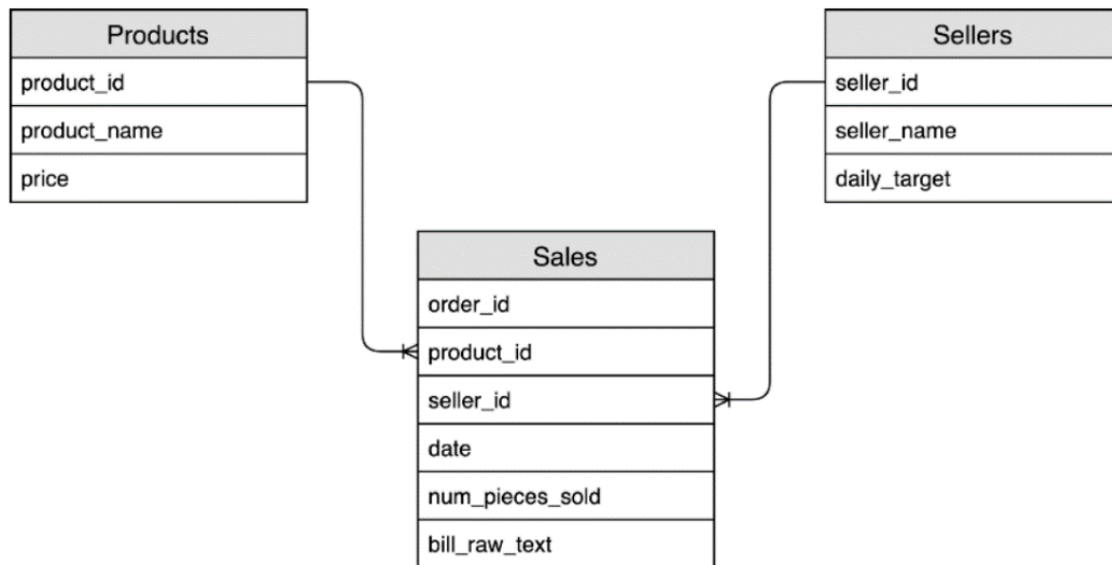 Products
product_id
product_name
price
Sellers
seller_id
seller_name
daily_target
Sales
order_id
product_id
seller_id
date
num_pieces_sold
bill_raw_text